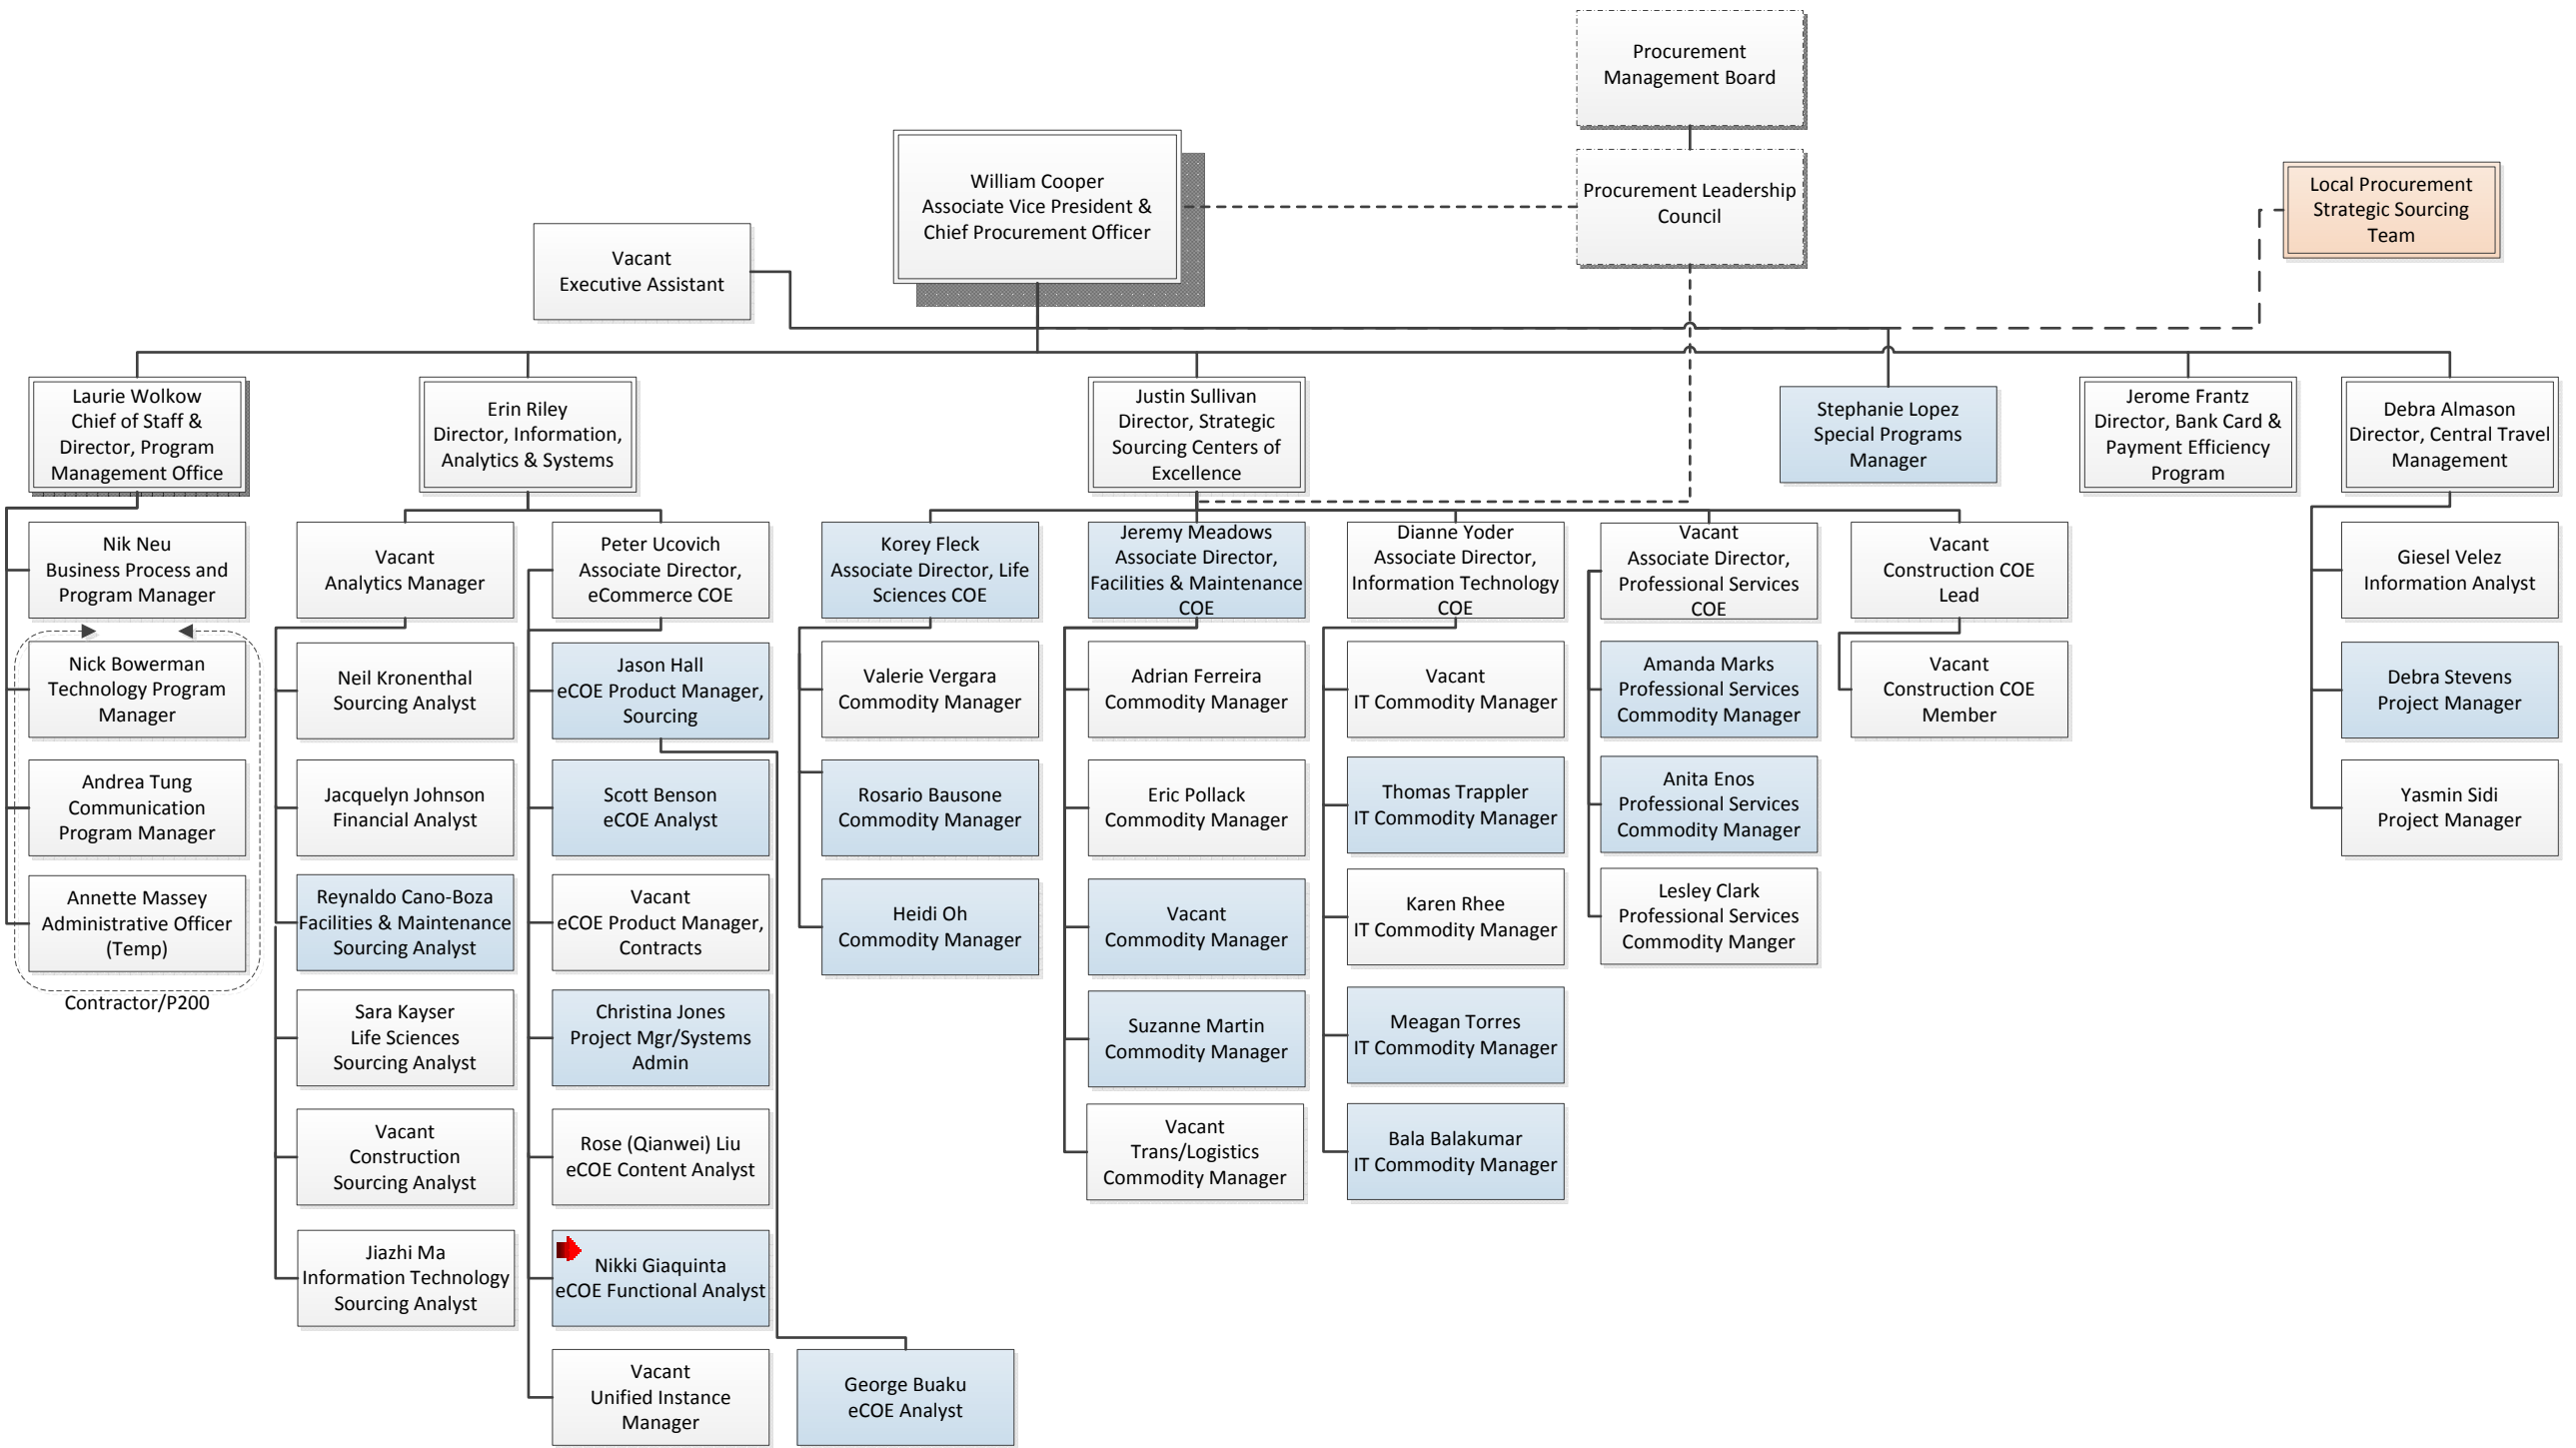 Procurement
Management Board
William Cooper
Associate Vice President &
Chief Procurement Officer
Procurement Leadership
Council
Local Procurement
Strategic Sourcing
Team
Vacant
Executive Assistant
Laurie Wolkow
Chief of Staff &
Director, Program
Management Office
Erin Riley
Director, Information,
Analytics & Systems
Justin Sullivan
Director, Strategic
Sourcing Centers of
Excellence
Stephanie Lopez
Special Programs
Manager
Jerome Frantz
Director, Bank Card &
Payment Efficiency
Program
Debra Almason
Director, Central Travel
Management
Nik Neu
Business Process and
Program Manager
Nick Bowerman
Technology Program
Manager
Andrea Tung
Communication
Program Manager
Annette Massey
Administrative Officer
(Temp)
Contractor/P200
Vacant
Analytics Manager
Neil Kronenthal
Sourcing Analyst
Jacquelyn Johnson
Financial Analyst
Reynaldo Cano-Boza
Facilities & Maintenance
Sourcing Analyst
Sara Kayser
Life Sciences
Sourcing Analyst
Vacant
Construction
Sourcing Analyst
Jiazhi Ma
Information Technology
Sourcing Analyst
Peter Ucovich
Associate Director,
eCommerce COE
Jason Hall
eCOE Product Manager,
Sourcing
Scott Benson
eCOE Analyst
Vacant
eCOE Product Manager,
Contracts
Christina Jones
Project Mgr/Systems
Admin
Rose (Qianwei) Liu
eCOE Content Analyst
Nikki Giaquinta
eCOE Functional Analyst
Vacant
Unified Instance
Manager
George Buaku
eCOE Analyst
Korey Fleck
Associate Director, Life
Sciences COE
Valerie Vergara
Commodity Manager
Rosario Bausone
Commodity Manager
Heidi Oh
Commodity Manager
Jeremy Meadows
Associate Director,
Facilities & Maintenance
COE
Adrian Ferreira
Commodity Manager
Eric Pollack
Commodity Manager
Vacant
Commodity Manager
Suzanne Martin
Commodity Manager
Vacant
Trans/Logistics
Commodity Manager
Dianne Yoder
Associate Director,
Information Technology
COE
Vacant
IT Commodity Manager
Thomas Trappler
IT Commodity Manager
Karen Rhee
IT Commodity Manager
Meagan Torres
IT Commodity Manager
Bala Balakumar
IT Commodity Manager
Vacant
Associate Director,
Professional Services
COE
Amanda Marks
Professional Services
Commodity Manager
Anita Enos
Professional Services
Commodity Manager
Lesley Clark
Professional Services
Commodity Manger
Vacant
Construction COE
Lead
Vacant
Construction COE
Member
Giesel Velez
Information Analyst
Debra Stevens
Project Manager
Yasmin Sidi
Project Manager